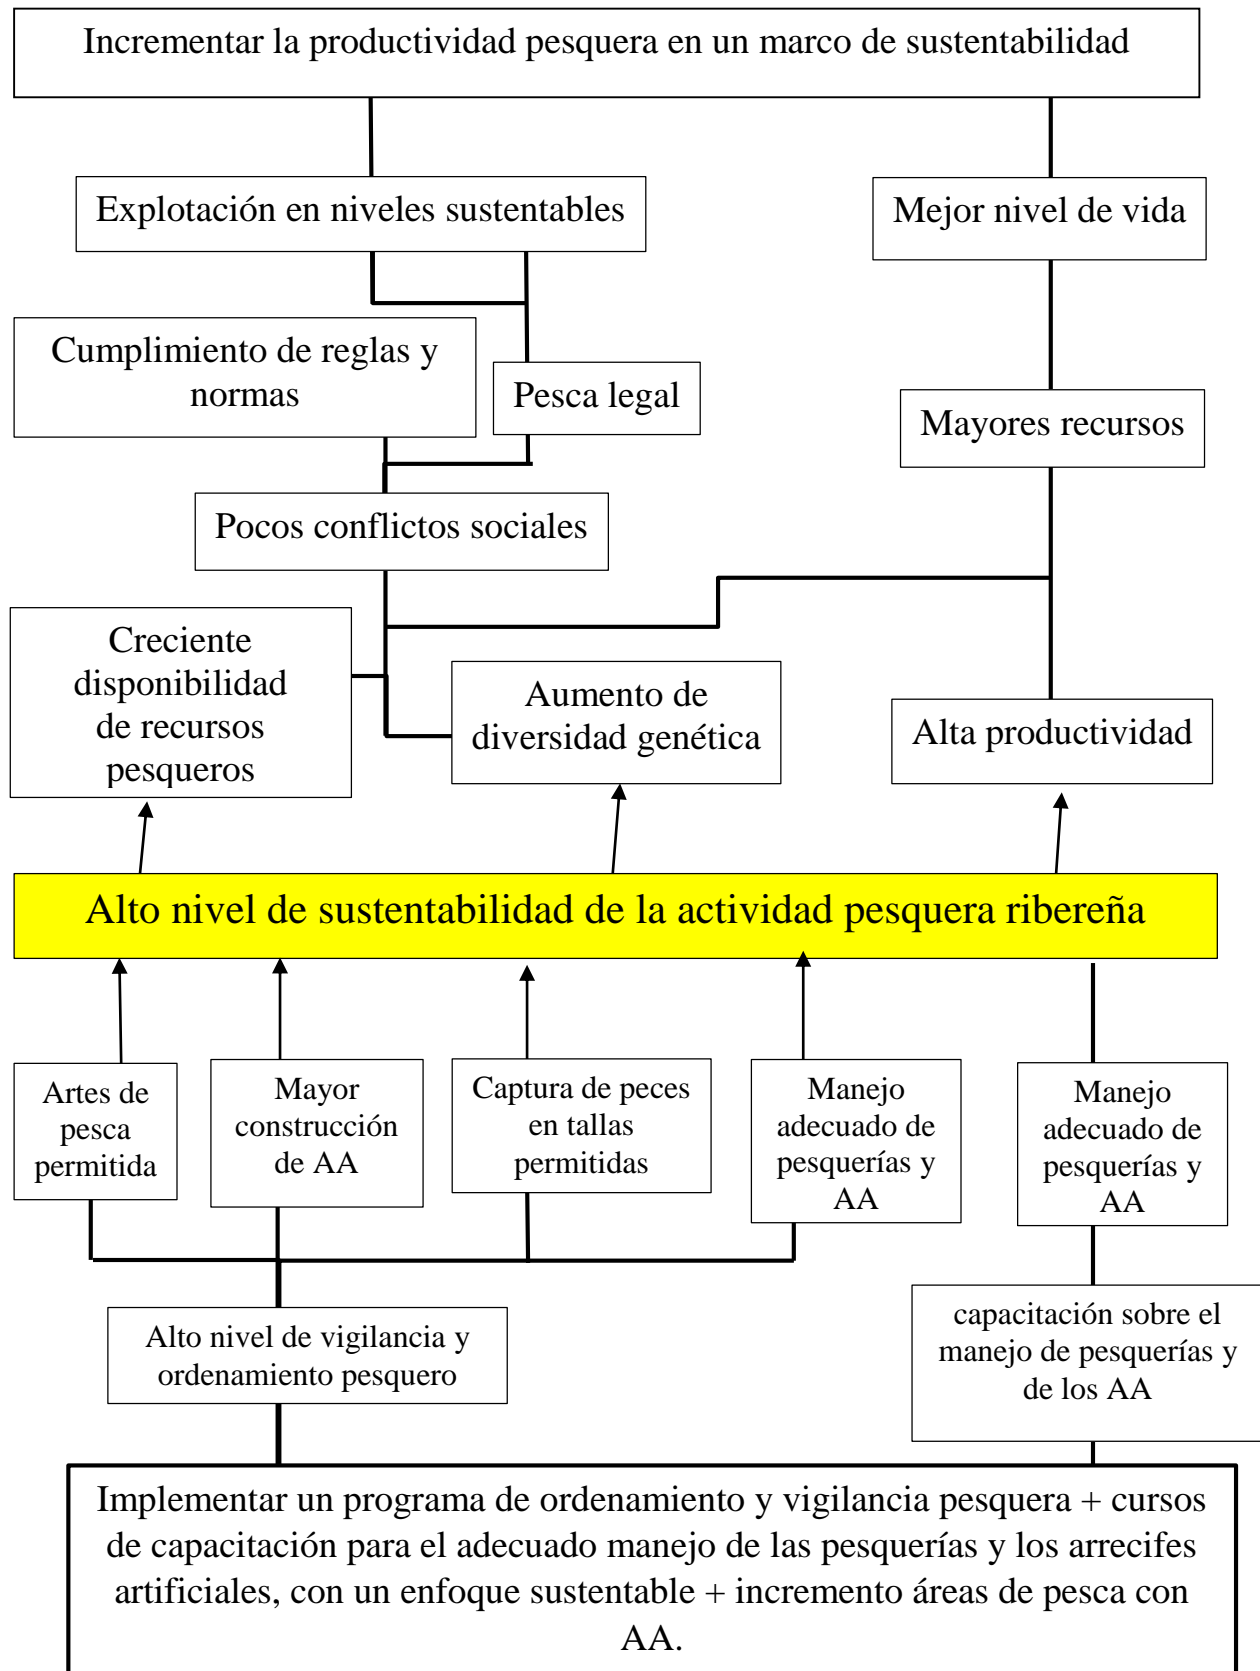 Incrementar la productividad pesquera en un marco de sustentabilidad
Explotación en niveles sustentables
Mejor nivel de vida
Cumplimiento de reglas y
normas
Pesca legal
Mayores recursos
Pocos conflictos sociales
Creciente
disponibilidad
de recursos
pesqueros
Aumento de
diversidad genética
Alta productividad
Alto nivel de sustentabilidad de la actividad pesquera ribereña
Artes de
pesca
permitida
Mayor
construcción
de AA
Captura de peces
en tallas
permitidas
Manejo
adecuado de
pesquerías y
AA
Manejo
adecuado de
pesquerías y
AA
Alto nivel de vigilancia y
ordenamiento pesquero
capacitación sobre el
manejo de pesquerías y
de los AA
Implementar un programa de ordenamiento y vigilancia pesquera + cursos
de capacitación para el adecuado manejo de las pesquerías y los arrecifes
artificiales, con un enfoque sustentable + incremento áreas de pesca con
AA.